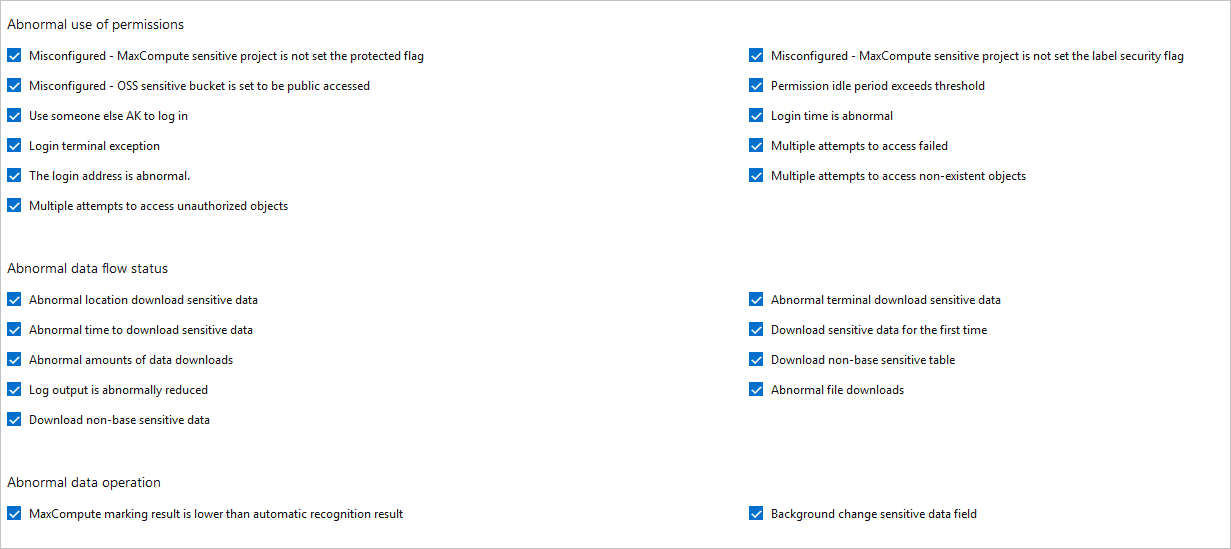 Abnormal use of permissions
Misconfigured - MaxCompute sensitive project is not set the protected flag
Misconfigured - MaxCompute sensitive project is not set the label security flag
Misconfigured - OSS sensitive bucket is set to be public accessed
Permission idle period exceeds threshold
Use someone else AK to log in
Login time is abnormal
Login terminal exception
Multiple attempts to access failed
The login address is abnormal.
Multiple attempts to access non-existent objects
Multiple attempts to access unauthorized objects
Abnormal data flow status
Abnormal location download sensitive data
Abnormal terminal download sensitive data
Abnormal time to download sensitive data
Download sensitive data for the first time
Abnormal amounts of data downloads
Download non-base sensitive table
Log output is abnormally reduced
Abnormal file downloads
Download non-base sensitive data
Abnormal data operation
MaxCompute marking result is lower than automatic recognition result
Background change sensitive data field